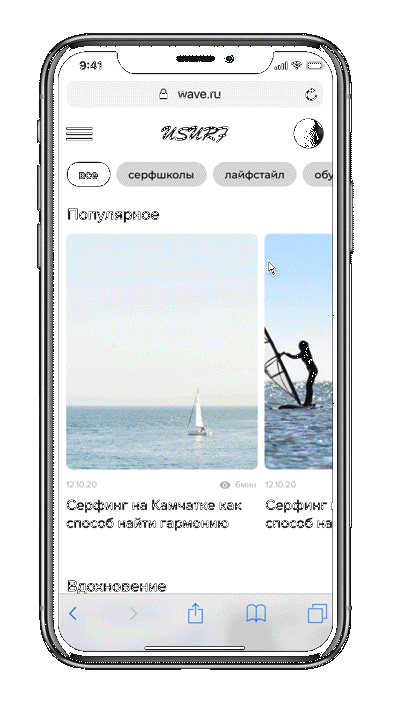 9:41
wave.ru
USURF
все
серфшколы
лайфстайл
обу
Популярное
12.10.20
6мин
12.10.20
Серфинг на Камчатке как
способ найти гармонию
Серфинг
способ на
Вдохновение